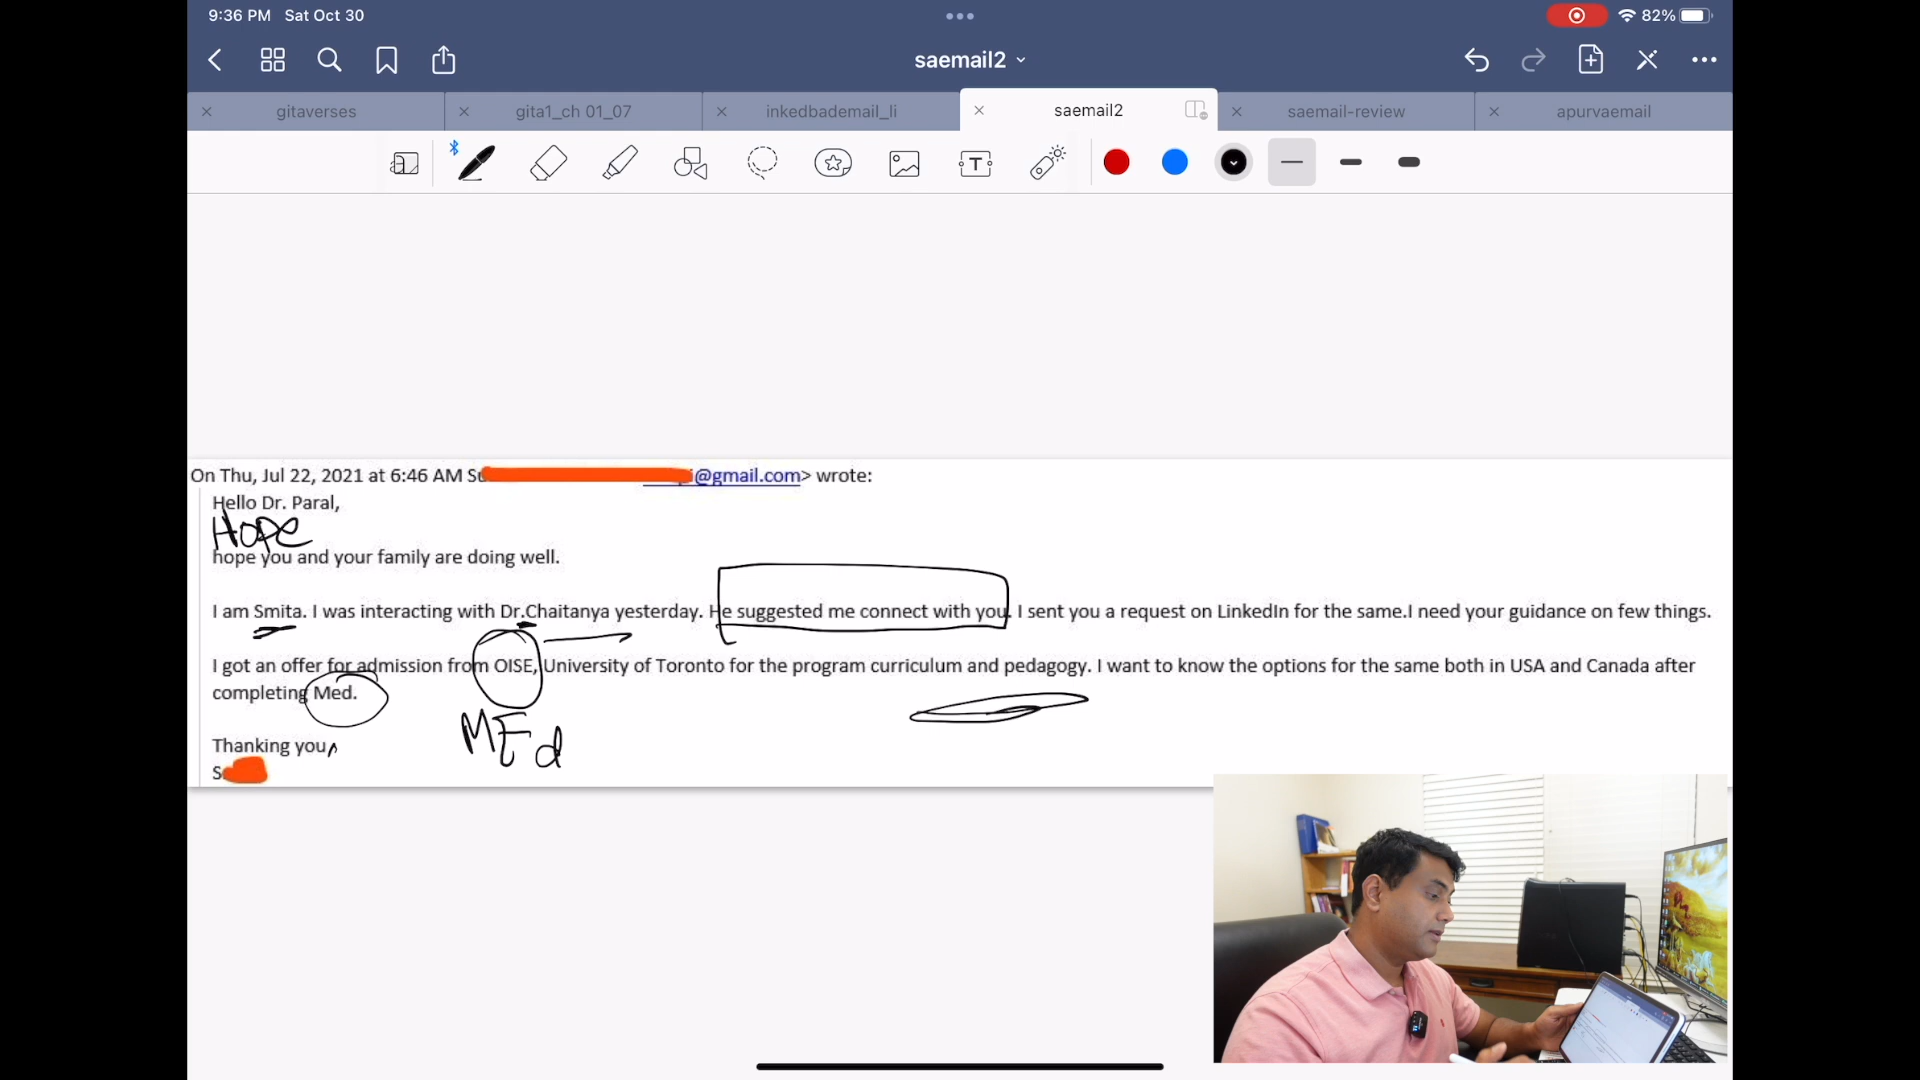 9:36 PM Sat Oct 30
82%
saemail2
gitaverses
gita1_ch 01_07
inkedbademail_li
saemail2
saemail-review
apurvaemail
On Thu, Jul 22, 2021 at 6:46 AM @gmail.com> wrote:
Hello Dr. Paral,
Hope
hope you and your family are doing well.
I am Smita. I was interacting with Dr.Chaitanya yesterday. He suggested me connect with you. I sent you a request on LinkedIn for the same.I need your guidance on few things.
I got an offer for admission from OISE, University of Toronto for the program curriculum and pedagogy. I want to know the options for the same both in USA and Canada after
completing Med.
MEd
Thanking you,
S